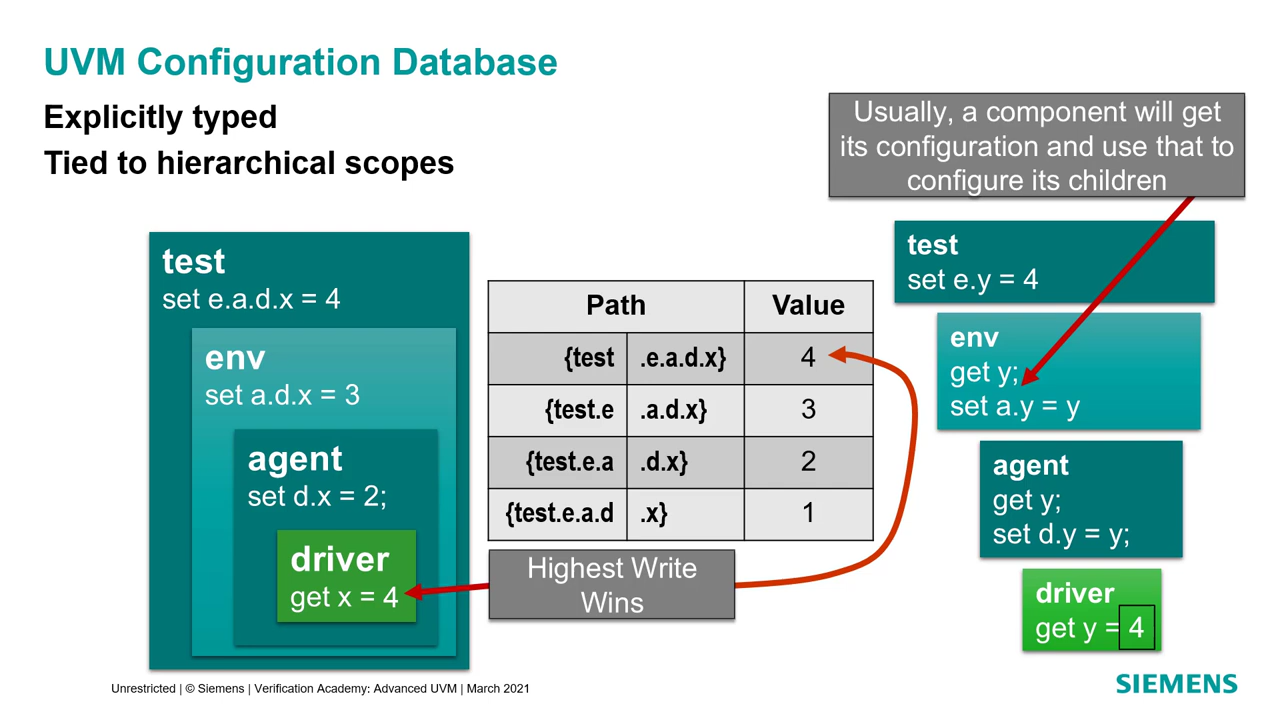 UVM Configuration Database
Explicitly typed
Tied to hierarchical scopes
Usually, a component will get
its configuration and use that to
configure its children
test
set e.a.d.x = 4
env
set a.d.x = 3
agent
set d.x = 2;
driver
get x = 4
Path Value
{test .e.a.d.x} 4
{test.e .a.d.x} 3
{test.e.a .d.x} 2
{test.e.a.d .x} 1
Highest Write
Wins
test
set e.y = 4
env
get y;
set a.y = y
agent
get y;
set d.y = y;
driver
get y = 4
Unrestricted | © Siemens | Verification Academy: Advanced UVM | March 2021
SIEMENS